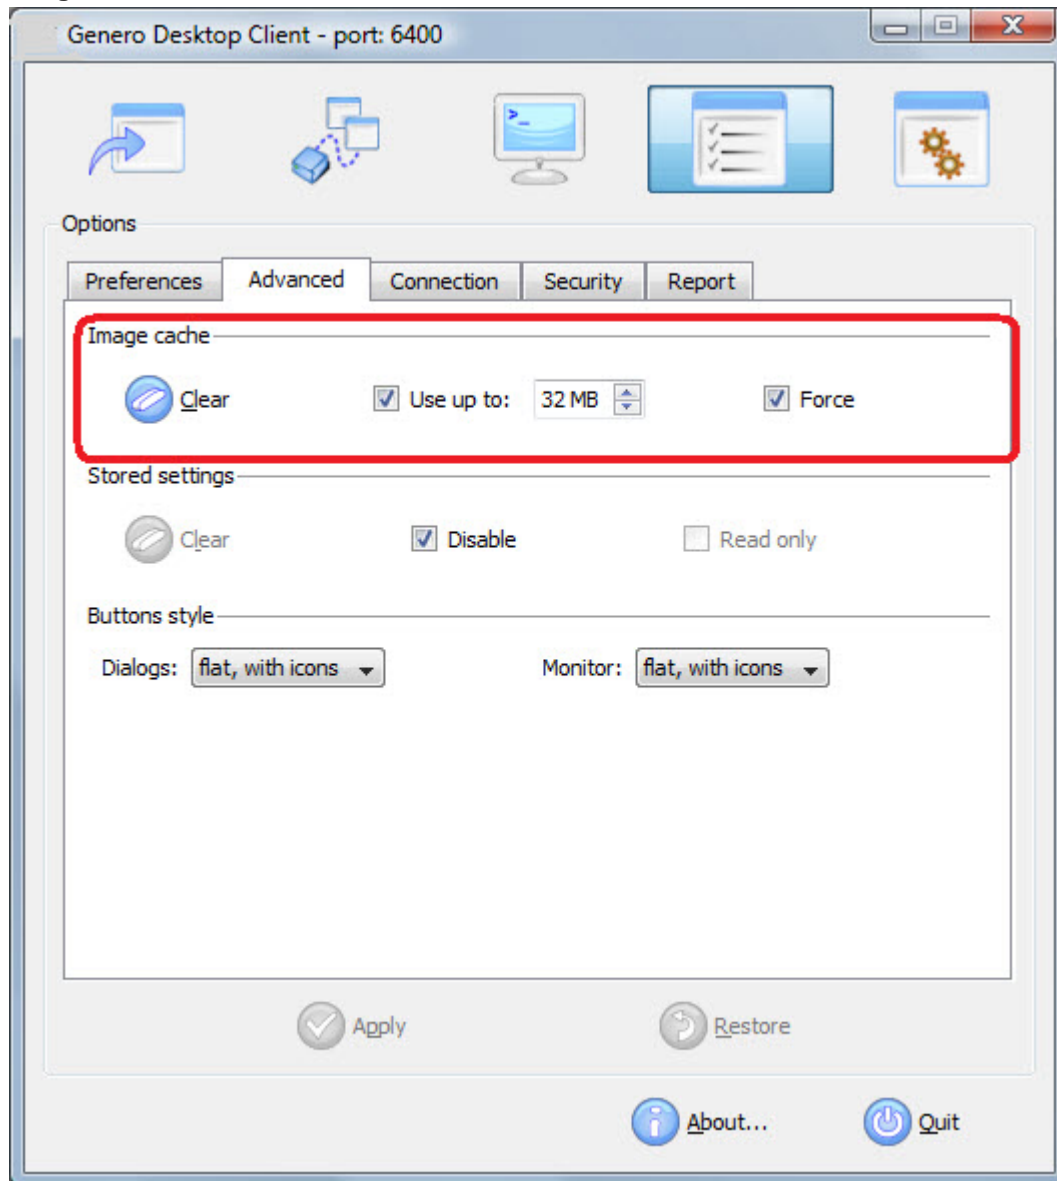 Genero Desktop Client - port: 6400
>_
Options
Preferences Advanced Connection Security Report
Image cache
Clear Use up to: 32 MB Force
Stored settings
Clear Disable Read only
Buttons style
Dialogs: flat, with icons Monitor: flat, with icons
Apply Restore
About... Quit